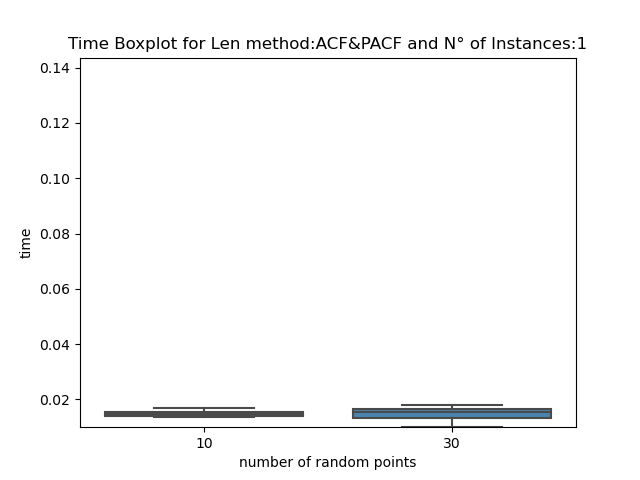 Time Boxplot for Len method:ACF&PACF and N° of Instances:1
0.14
0.12
0.10
0.08
0.06
0.04
0.02
time
10 30
number of random points